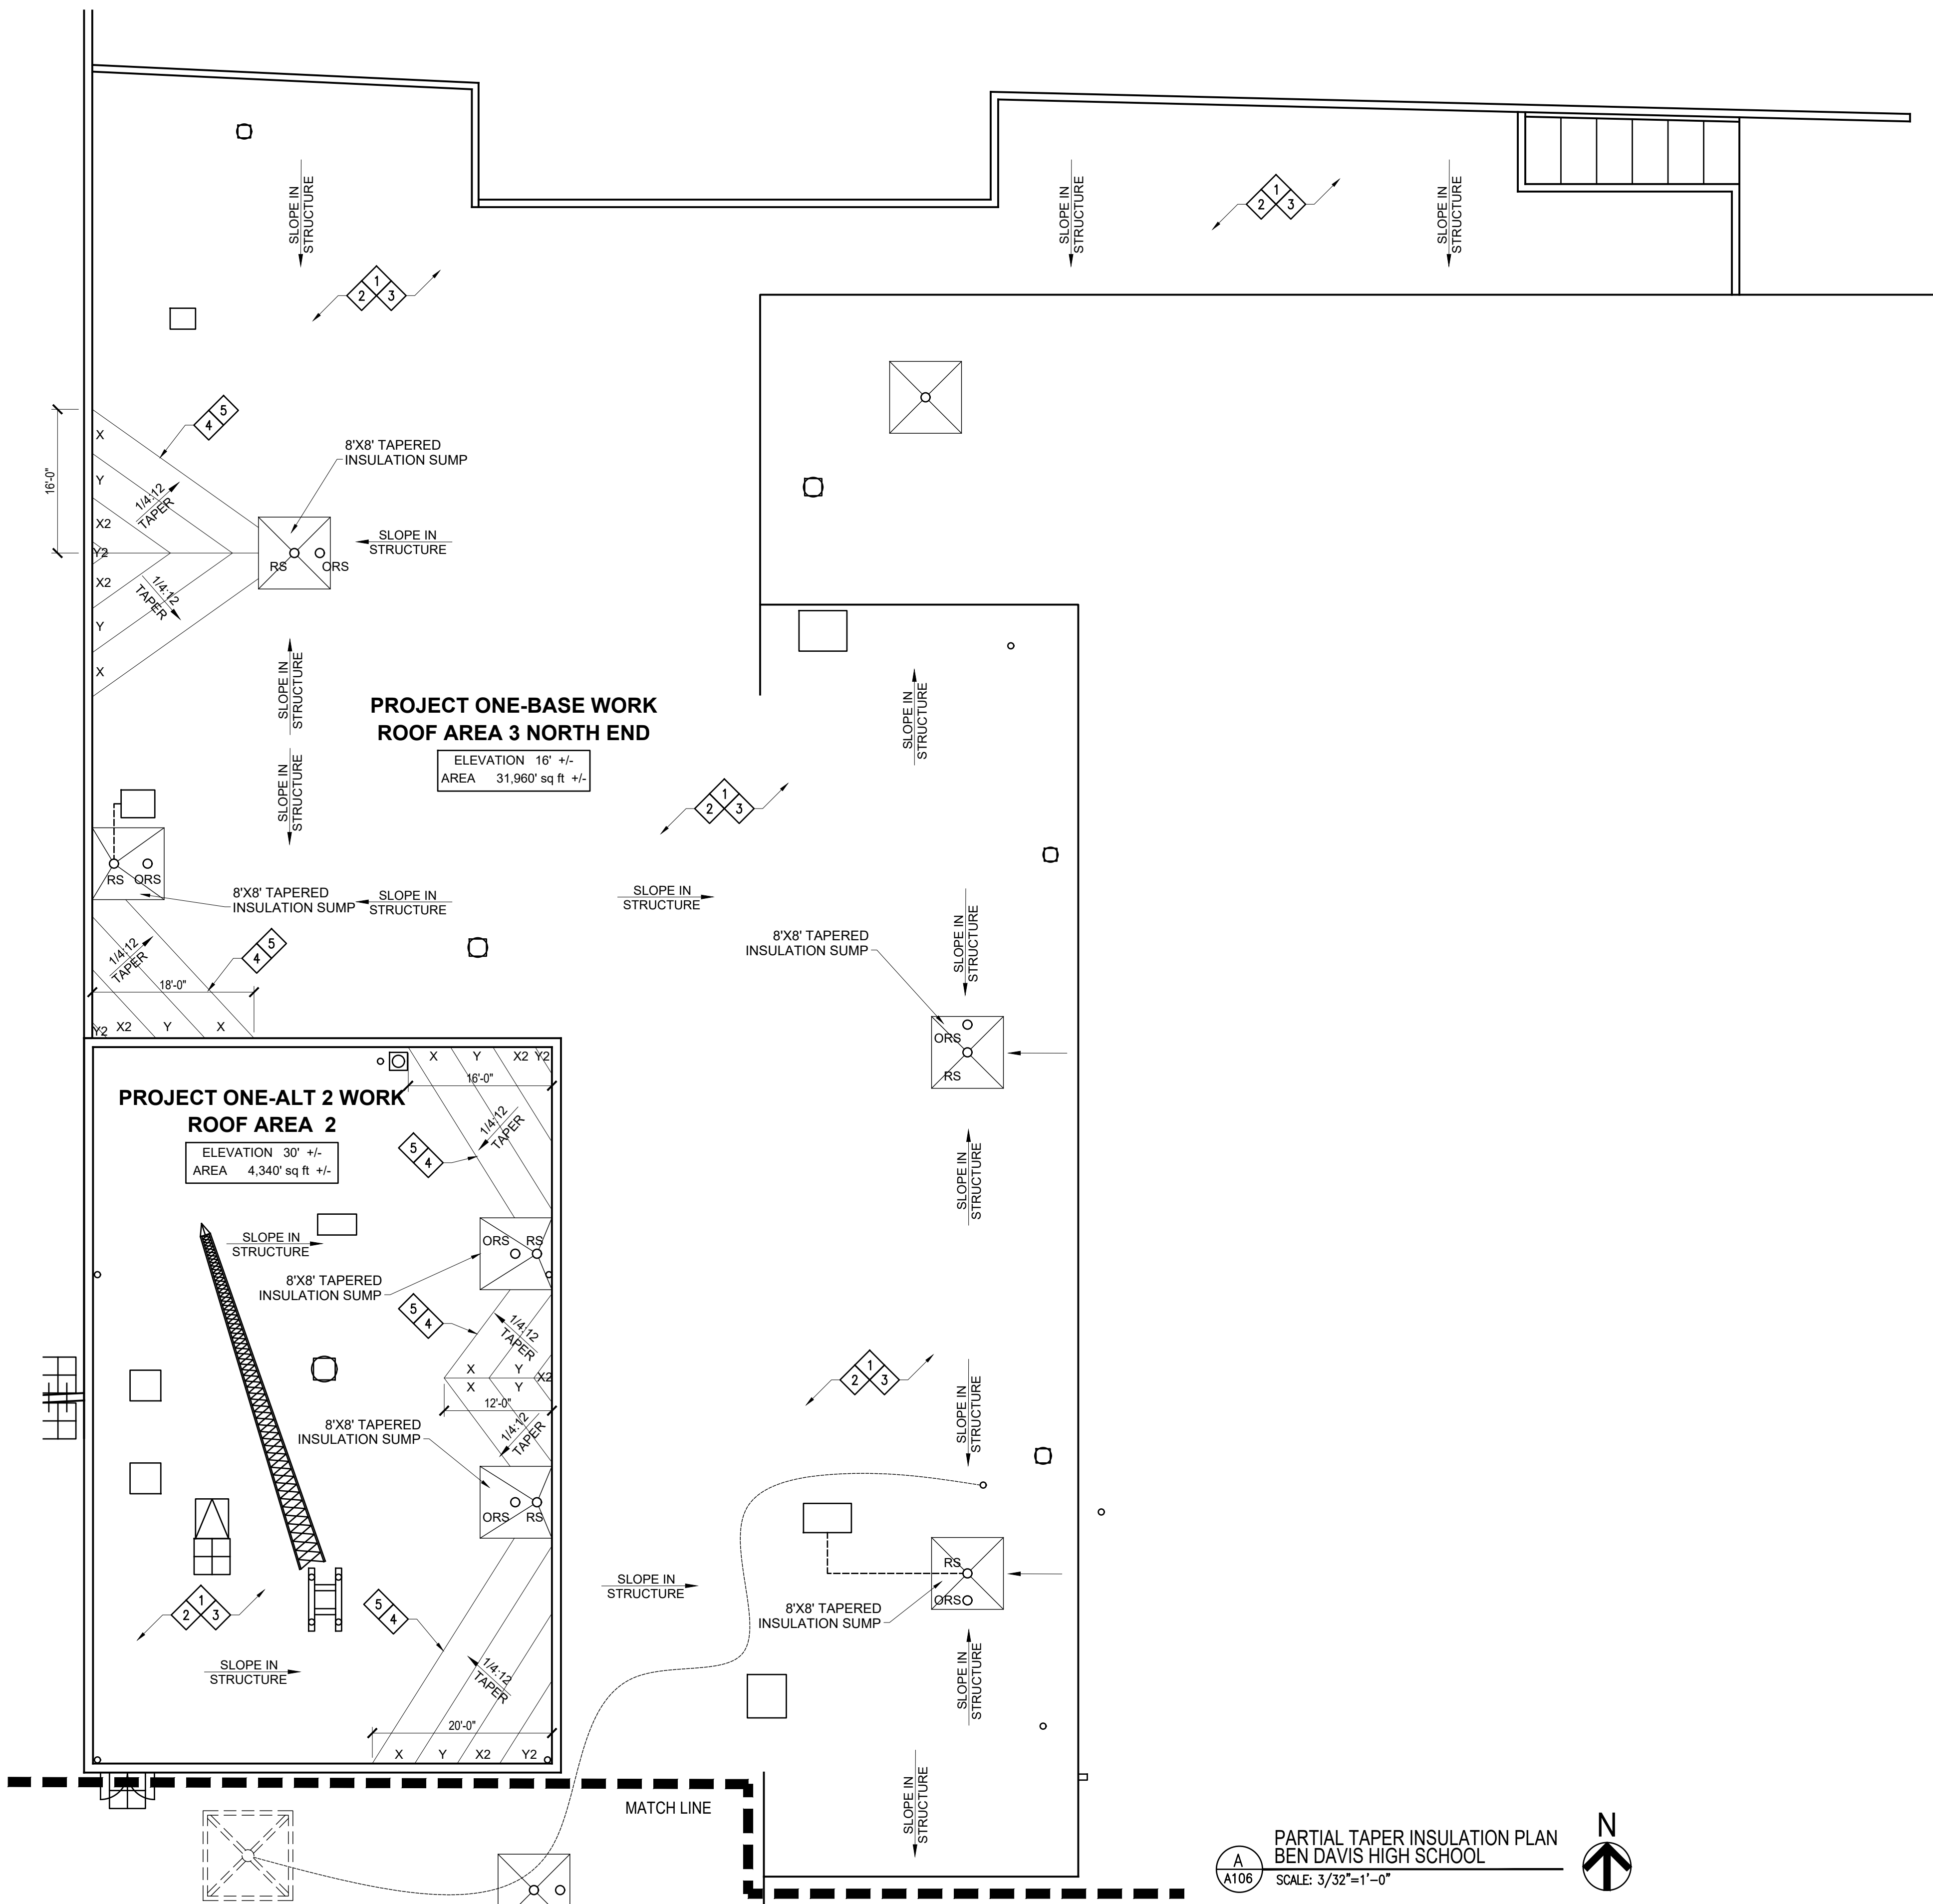 SLOPE IN
STRUCTURE
SLOPE IN
STRUCTURE
1
2 3
SLOPE IN
STRUCTURE
1
2 3
5
4
8'X8' TAPERED
INSULATION SUMP
16'-0"
X
Y
X2
Y2
X2
Y
X
1/4:12
TAPER
1/4:12
TAPER
RS
ORS
SLOPE IN
STRUCTURE
SLOPE IN
STRUCTURE
SLOPE IN
STRUCTURE
PROJECT ONE-BASE WORK
ROOF AREA 3 NORTH END
ELEVATION 16' +/-
AREA 31,960' sq ft +/-
SLOPE IN
STRUCTURE
1
2 3
RS ORS
8'X8' TAPERED
INSULATION SUMP
SLOPE IN
STRUCTURE
SLOPE IN
STRUCTURE
5
4
1/4:12
TAPER
18'-0"
Y2 X2 Y X
8'X8' TAPERED
INSULATION SUMP
SLOPE IN
STRUCTURE
ORS
RS
X Y X2 Y2
16'-0"
PROJECT ONE-ALT 2 WORK
ROOF AREA 2
ELEVATION 30' +/-
AREA 4,340' sq ft +/-
1/4:12
TAPER
5
4
SLOPE IN
STRUCTURE
SLOPE IN
STRUCTURE
ORS RS
8'X8' TAPERED
INSULATION SUMP
5
4
1/4:12
TAPER
X Y
X2
X Y
12'-0"
1/4:12
TAPER
8'X8' TAPERED
INSULATION SUMP
ORS RS
1
2 3
SLOPE IN
STRUCTURE
RS
ORS
8'X8' TAPERED
INSULATION SUMP
SLOPE IN
STRUCTURE
1
2 3
5
4
SLOPE IN
STRUCTURE
1/4:12
TAPER
20'-0"
X Y X2 Y2
SLOPE IN
STRUCTURE
SLOPE IN
STRUCTURE
MATCH LINE
A
A106
PARTIAL TAPER INSULATION PLAN
BEN DAVIS HIGH SCHOOL
SCALE: 3/32"=1'-0"
N